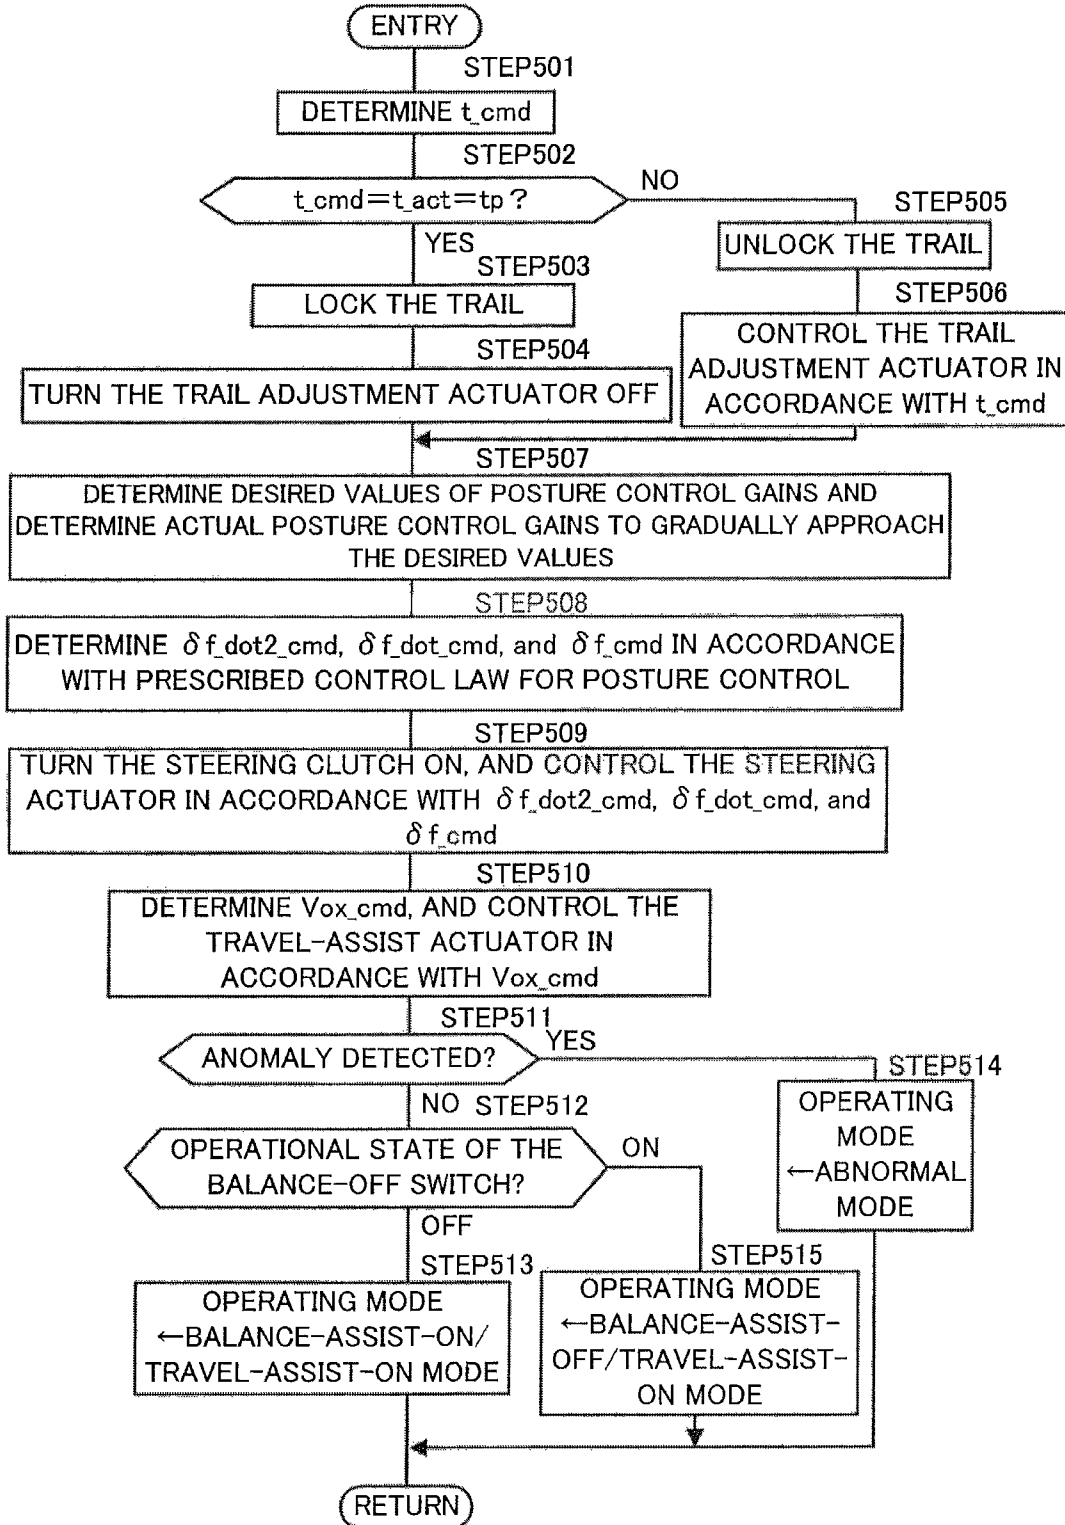 ENTRY
STEP501
DETERMINE t_cmd
STEP502
t_cmd=t_act=tp?
NO
YES
STEP503
LOCK THE TRAIL
STEP504
TURN THE TRAIL ADJUSTMENT ACTUATOR OFF
STEP505
UNLOCK THE TRAIL
STEP506
CONTROL THE TRAIL
ADJUSTMENT ACTUATOR IN
ACCORDANCE WITH t_cmd
STEP507
DETERMINE DESIRED VALUES OF POSTURE CONTROL GAINS AND
DETERMINE ACTUAL POSTURE CONTROL GAINS TO GRADUALLY APPROACH
THE DESIRED VALUES
STEP508
DETERMINE δf_dot2_cmd, δf_dot_cmd, and δf_cmd IN ACCORDANCE
WITH PRESCRIBED CONTROL LAW FOR POSTURE CONTROL
STEP509
TURN THE STEERING CLUTCH ON, AND CONTROL THE STEERING
ACTUATOR IN ACCORDANCE WITH δf_dot2_cmd, δf_dot_cmd, and
δf_cmd
STEP510
DETERMINE Vox_cmd, AND CONTROL THE
TRAVEL-ASSIST ACTUATOR IN
ACCORDANCE WITH Vox_cmd
STEP511
ANOMALY DETECTED?
YES
NO
STEP512
OPERATIONAL STATE OF THE
BALANCE-OFF SWITCH?
ON
OFF
STEP513
OPERATING MODE
←BALANCE-ASSIST-ON/
TRAVEL-ASSIST-ON MODE
STEP514
OPERATING
MODE
←ABNORMAL
MODE
STEP515
OPERATING MODE
←BALANCE-ASSIST-
OFF/TRAVEL-ASSIST-
ON MODE
RETURN